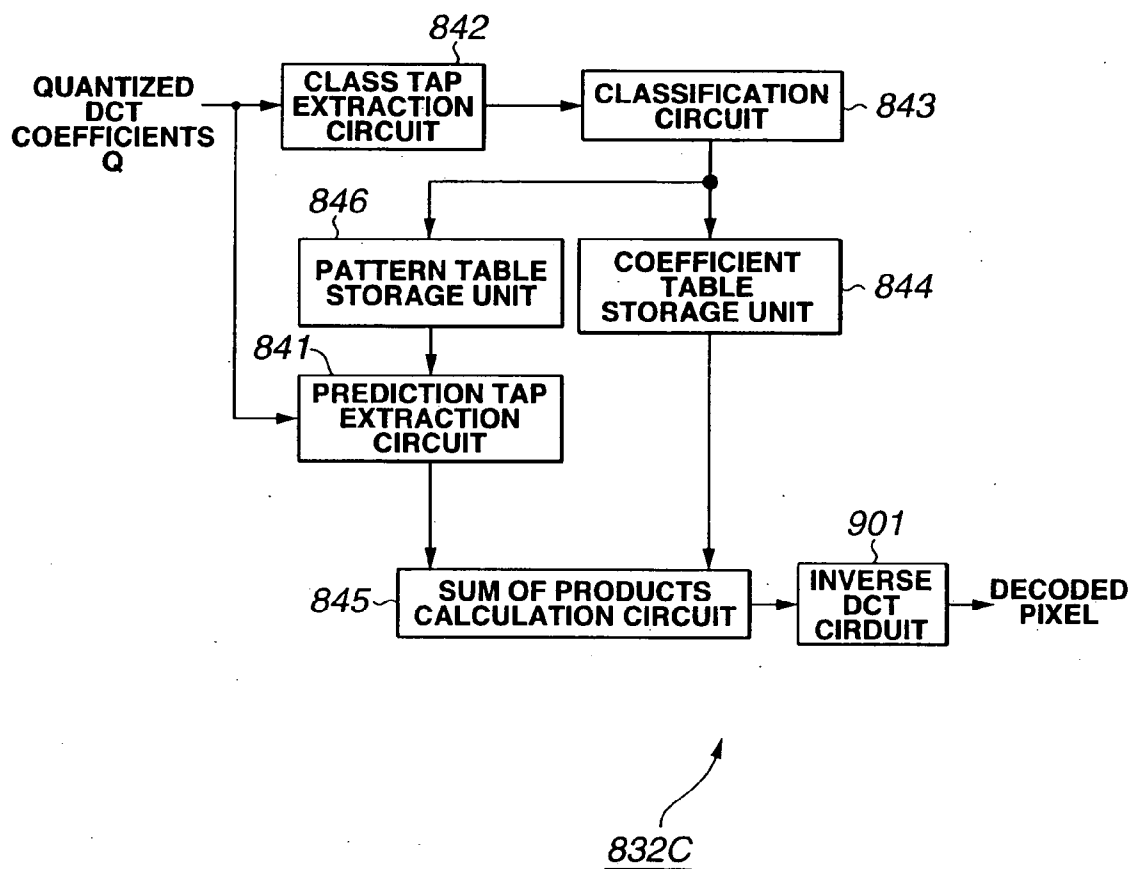 842
QUANTIZED
DCT
COEFFICIENTS
Q
CLASS TAP
EXTRACTION
CIRCUIT
CLASSIFICATION
CIRCUIT
843
846
PATTERN TABLE
STORAGE UNIT
COEFFICIENT
TABLE
STORAGE UNIT
844
841
PREDICTION TAP
EXTRACTION
CIRCUIT
845
SUM OF PRODUCTS
CALCULATION CIRCUIT
901
INVERSE
DCT
CIRDUIT
DECODED
PIXEL
832C